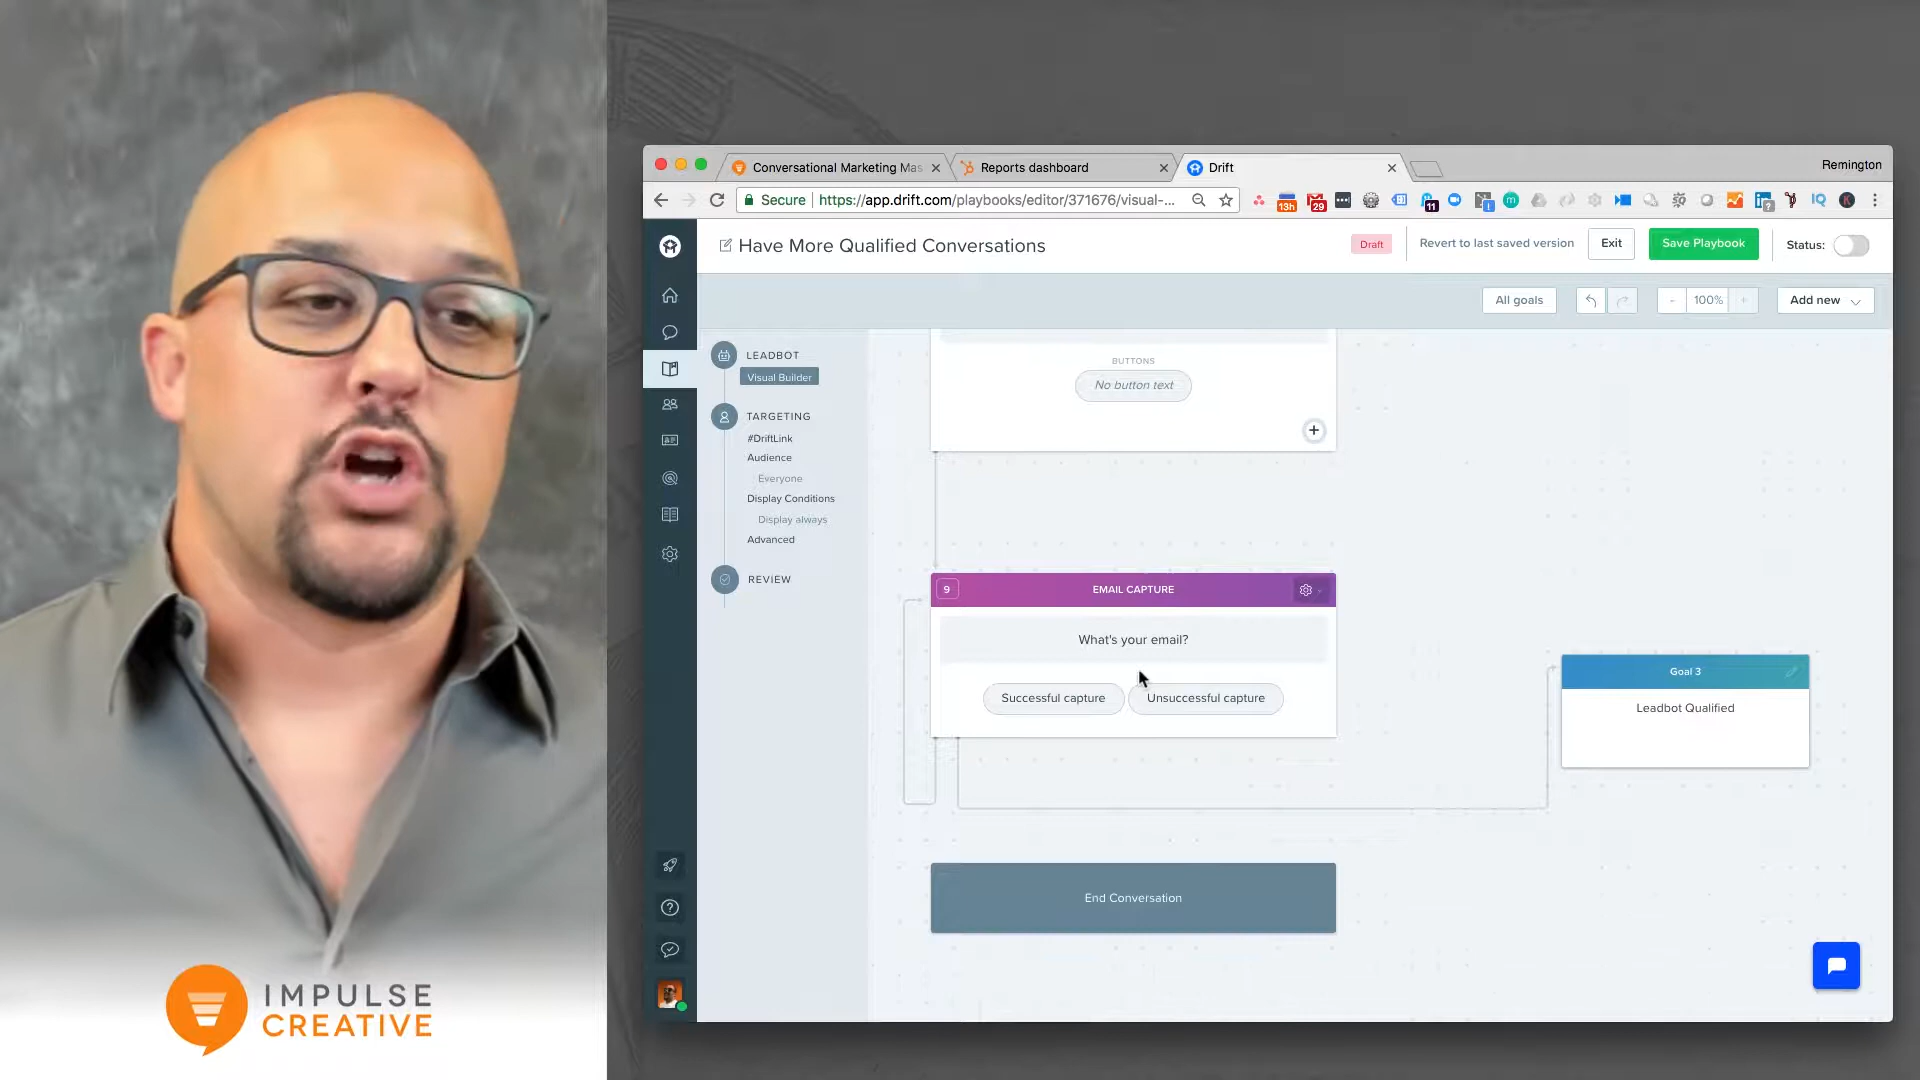 Conversational Marketing Mas
Reports dashboard
Drift
Remington
Secure
https://app.drift.com/playbooks/editor/371676/visual-...
13h
29
11
Have More Qualified Conversations
Draft
Revert to last saved version
Exit
Save Playbook
Status:
All goals
- 100% +
Add new
LEADBOT
Visual Builder
TARGETING
#DriftLink
Audience
Everyone
Display Conditions
Display always
Advanced
REVIEW
BUTTONS
No button text
+
9
EMAIL CAPTURE
What's your email?
Successful capture
Unsuccessful capture
Goal 3
Leadbot Qualified
End Conversation
IMPULSE
CREATIVE